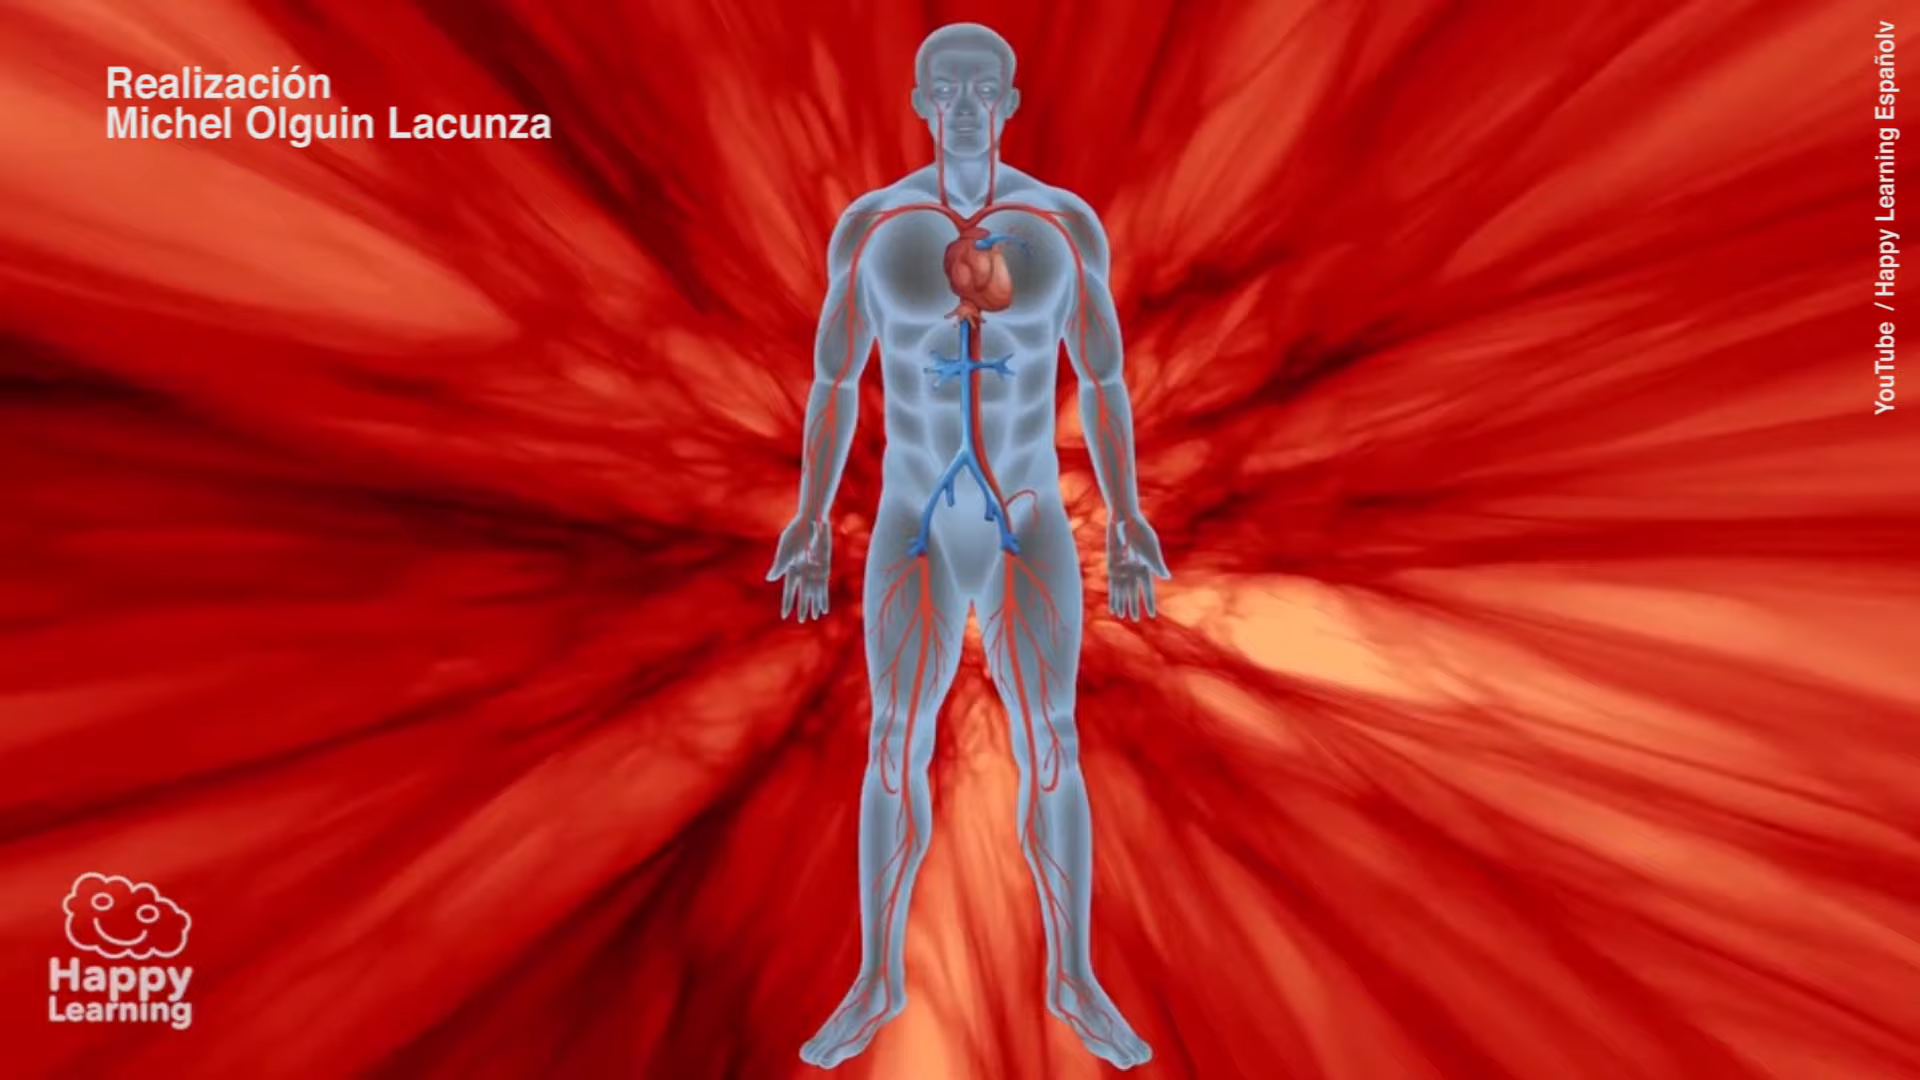 Realización
Michel Olguin Lacunza
YouTube / Happy Learning Españolv
Happy
Learning